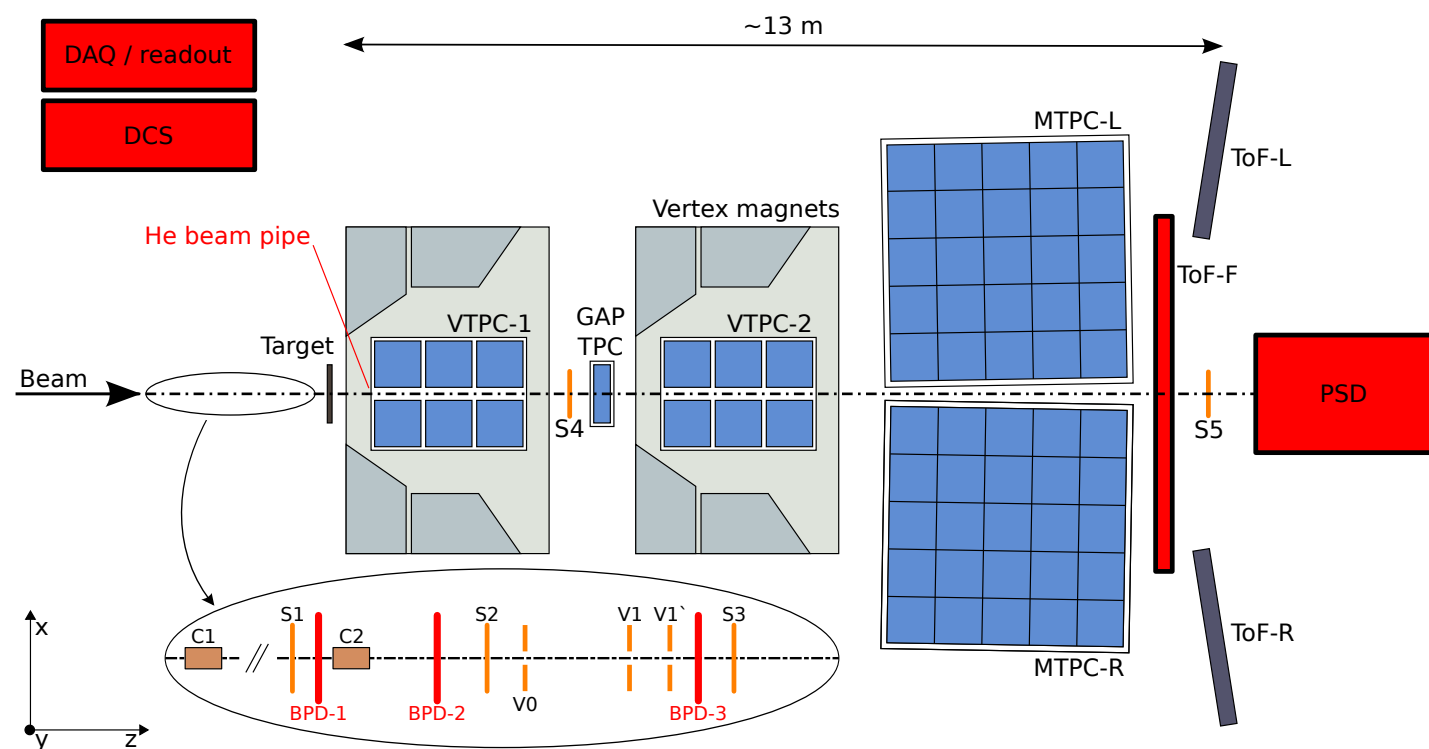 ~13 m
DAQ / readout
DCS
MTPC-L
ToF-L
Vertex magnets
He beam pipe
ToF-F
VTPC-1
GAP
TPC
VTPC-2
Target
Beam
PSD
S4
S5
x
y
z
C1
S1
C2
S2
V1
V1`
S3
V0
BPD-1
BPD-2
BPD-3
MTPC-R
ToF-R